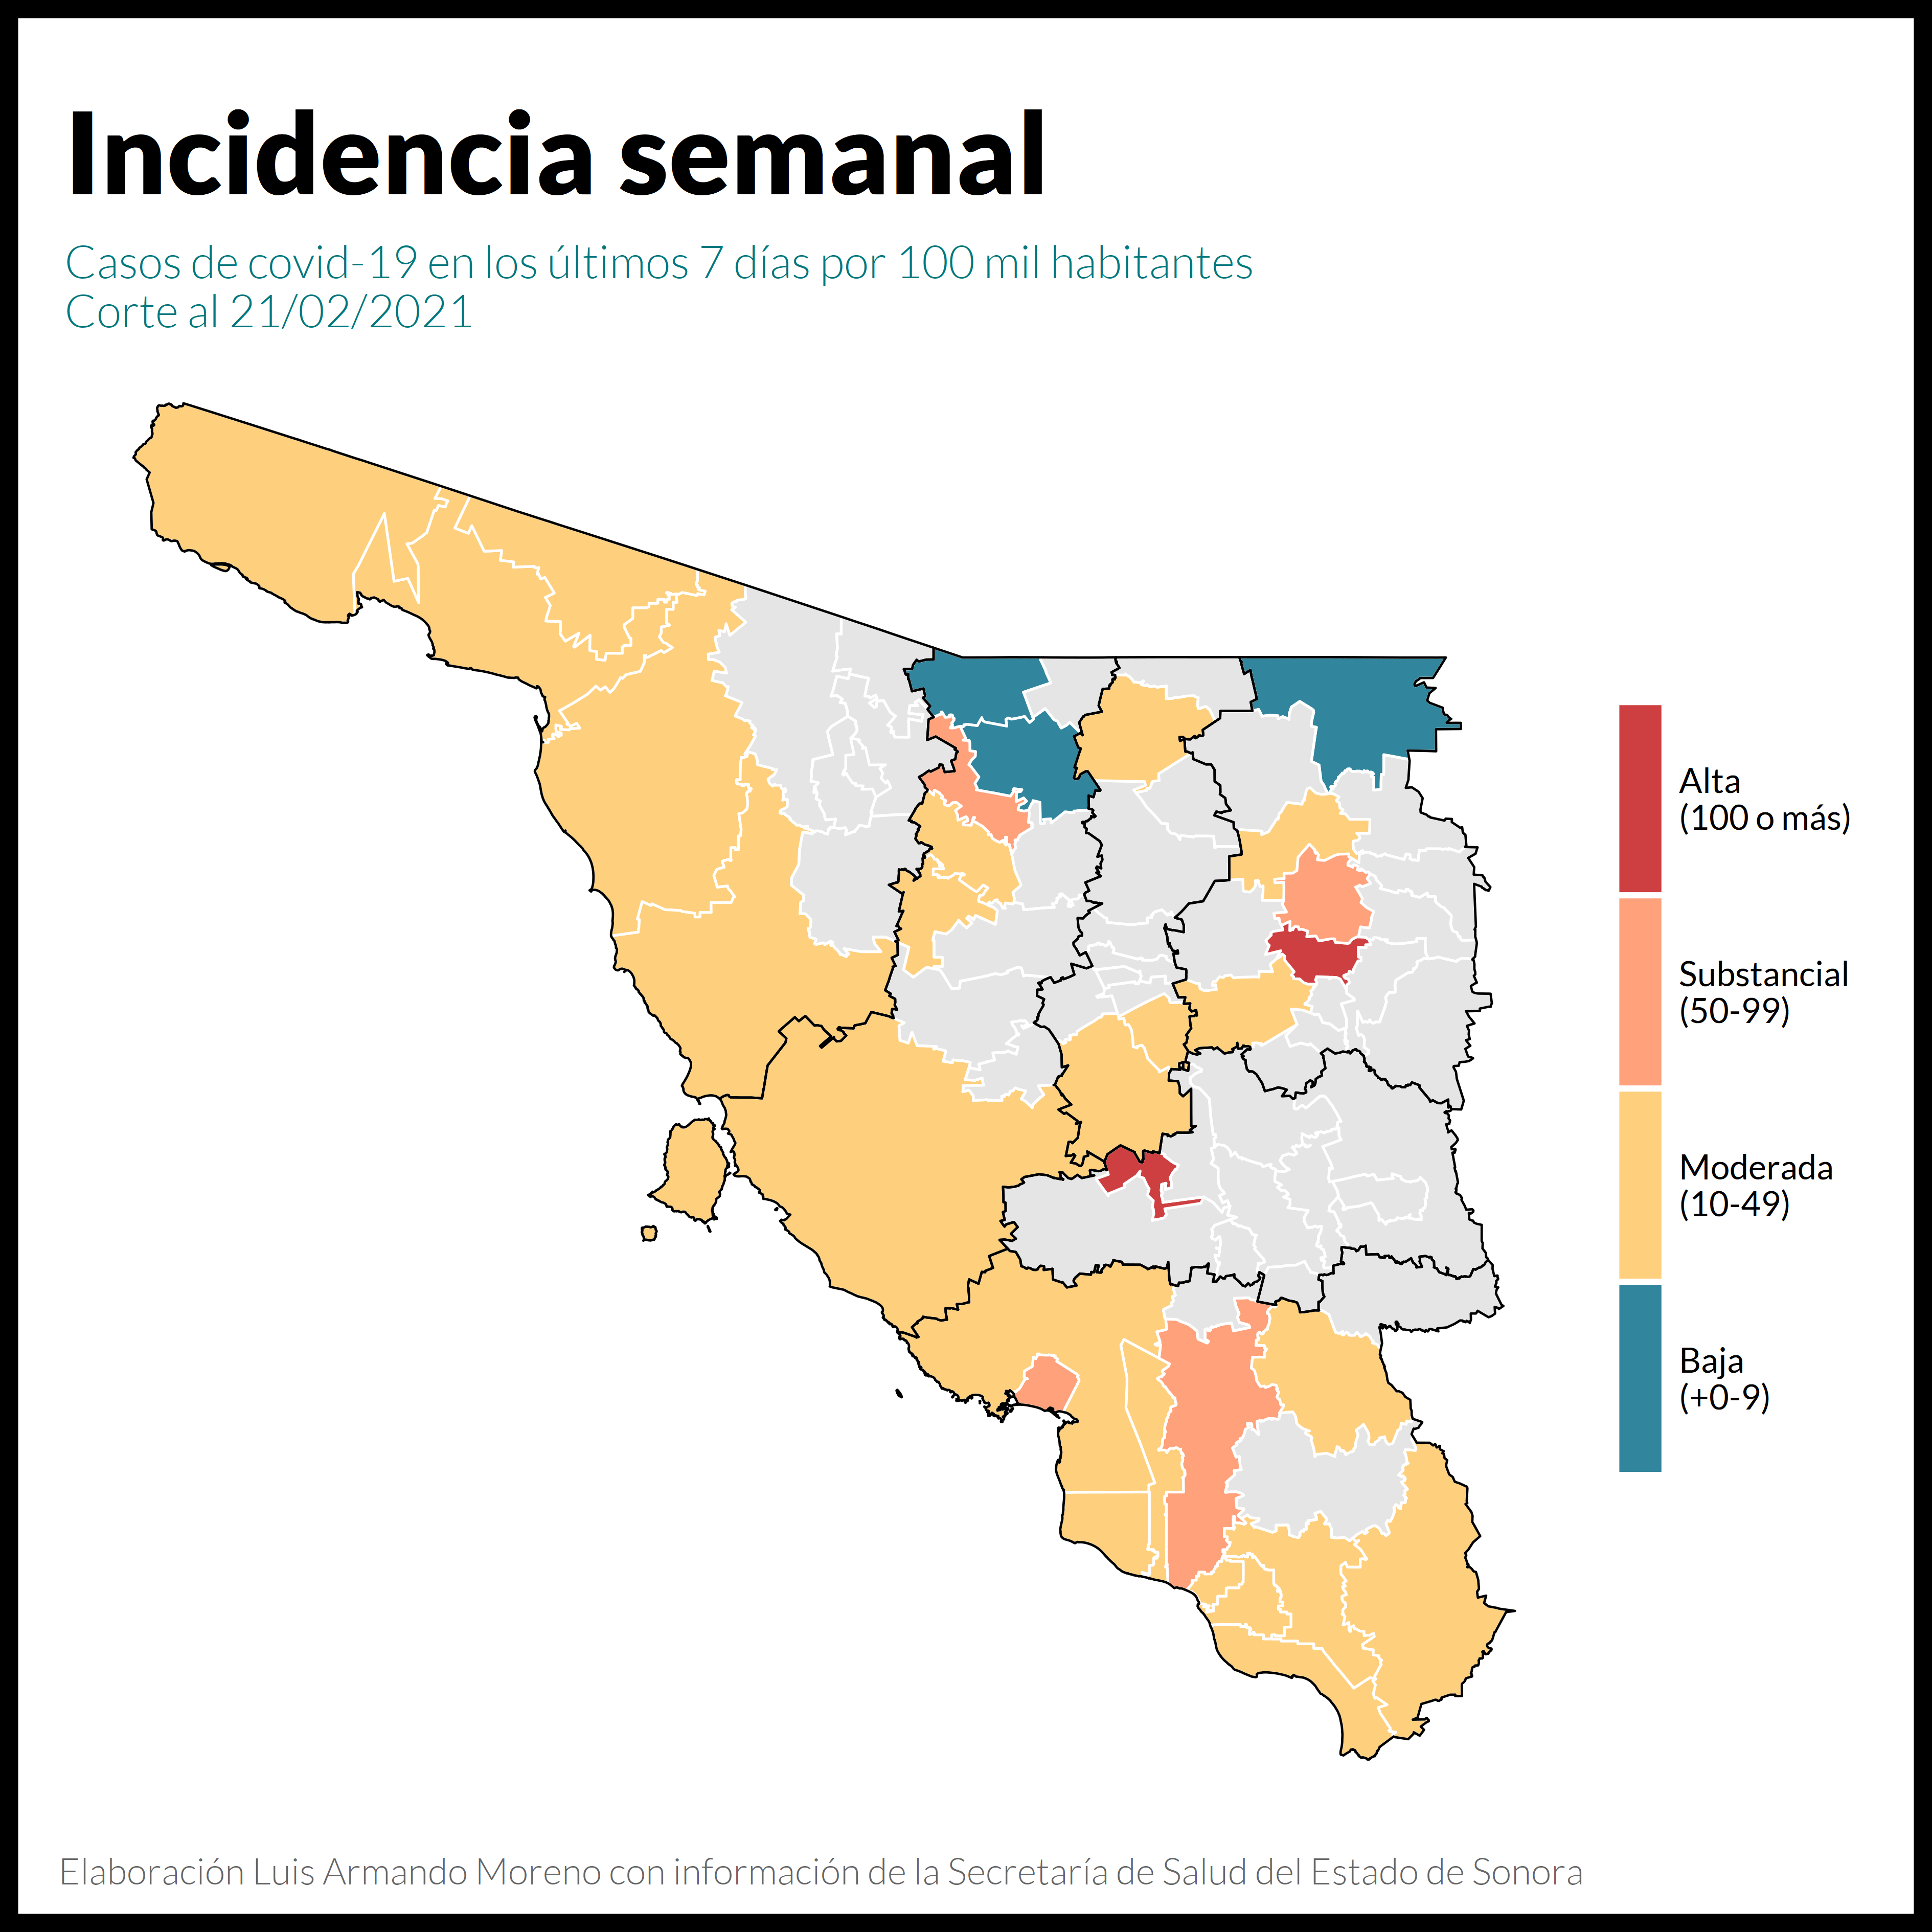 Incidencia semanal
Casos de covid-19 en los últimos 7 días por 100 mil habitantes
Corte al 21/02/2021
Alta
(100 o más)
Substancial
(50-99)
Moderada
(10-49)
Baja
(+0-9)
Elaboración Luis Armando Moreno con información de la Secretaría de Salud del Estado de Sonora